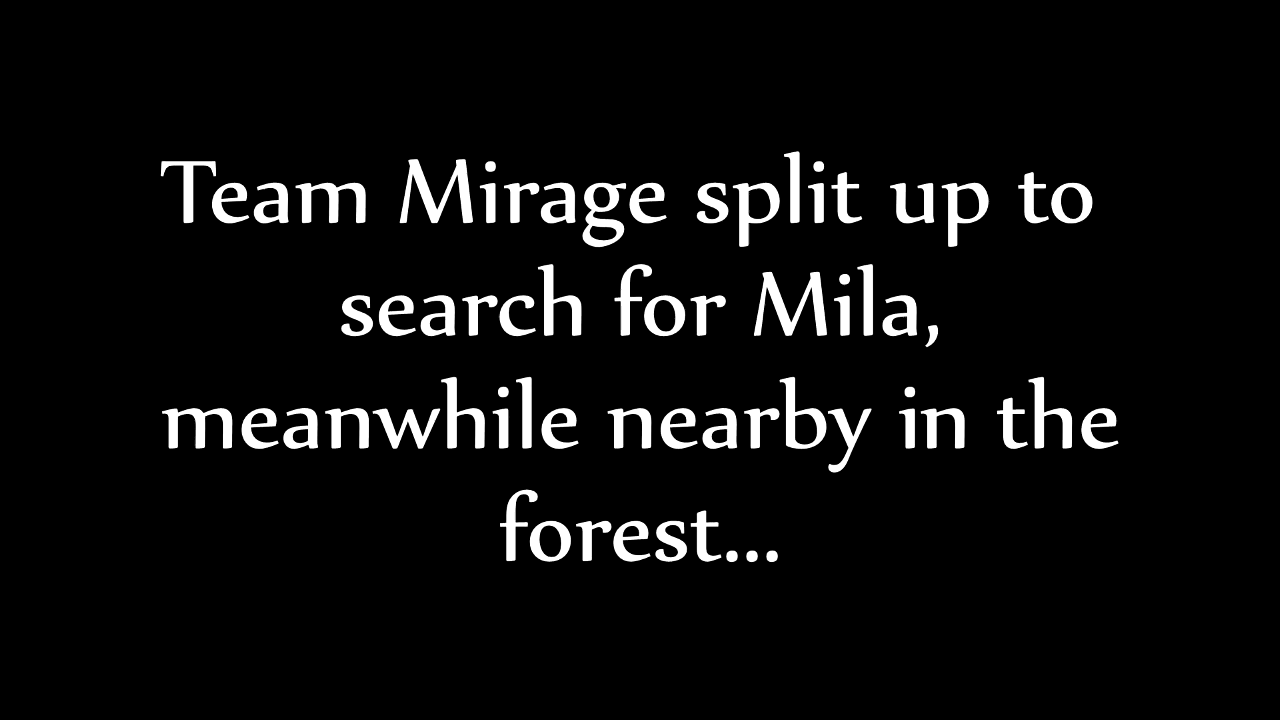 Team Mirage split up to
search for Mila,
meanwhile nearby in the
forest...